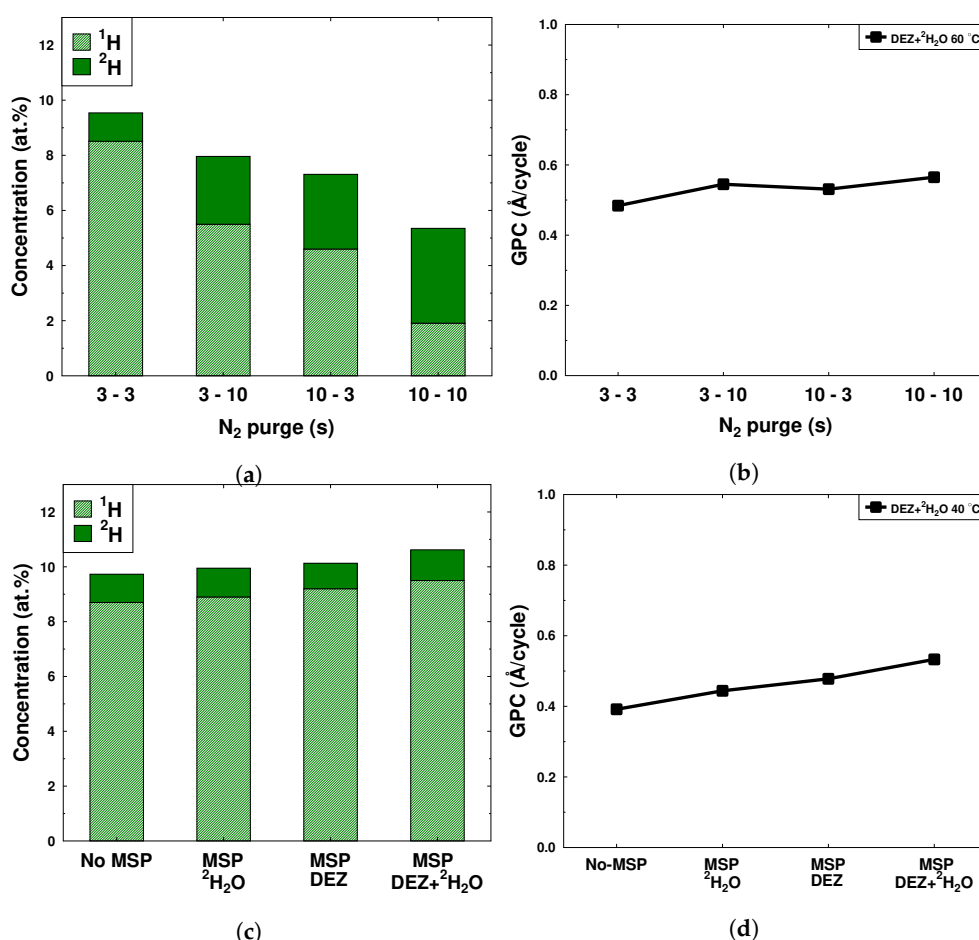 ¹H
²H
Concentration (at.%)
12
10
8
6
4
2
0
3 - 3 3 - 10 10 - 3 10 - 10
N₂ purge (s)
(a)
DEZ+²H₂O 60 °C
GPC (Å/cycle)
1.0
0.8
0.6
0.4
0.2
0.0
3 - 3 3 - 10 10 - 3 10 - 10
N₂ purge (s)
(b)
¹H
²H
Concentration (at.%)
12
10
8
6
4
2
0
No MSP MSP MSP MSP
²H₂O DEZ DEZ+²H₂O
(c)
DEZ+²H₂O 40 °C
GPC (Å/cycle)
1.0
0.8
0.6
0.4
0.2
0.0
No-MSP MSP MSP MSP
²H₂O DEZ DEZ+²H₂O
(d)